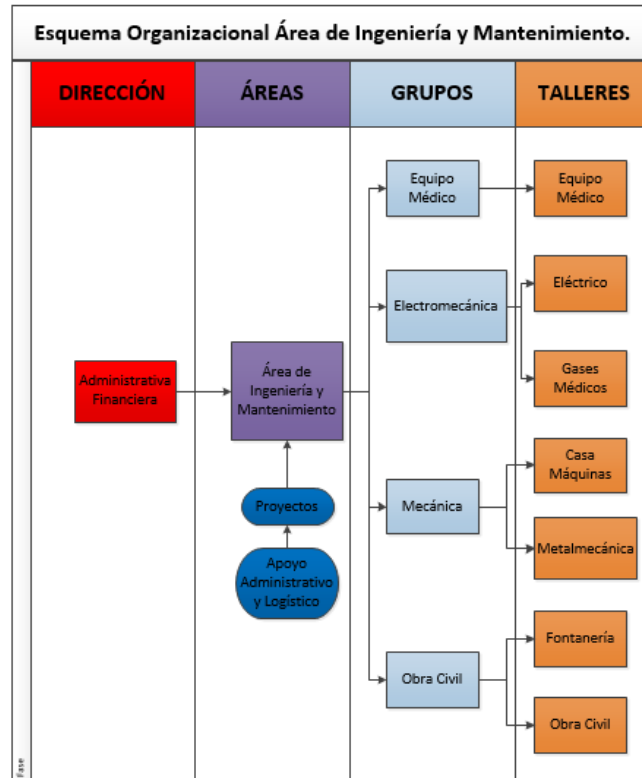 Esquema Organizacional Área de Ingeniería y Mantenimiento.
DIRECCIÓN
ÁREAS
GRUPOS
TALLERES
Equipo
Médico
Equipo
Médico
Electromecánica
Eléctrico
Gases
Médicos
Administrativa
Financiera
Área de
Ingeniería y
Mantenimiento
Casa
Máquinas
Proyectos
Mecánica
Metalmecánica
Apoyo
Administrativo
y Logístico
Fontanería
Obra Civil
Obra Civil
Fase